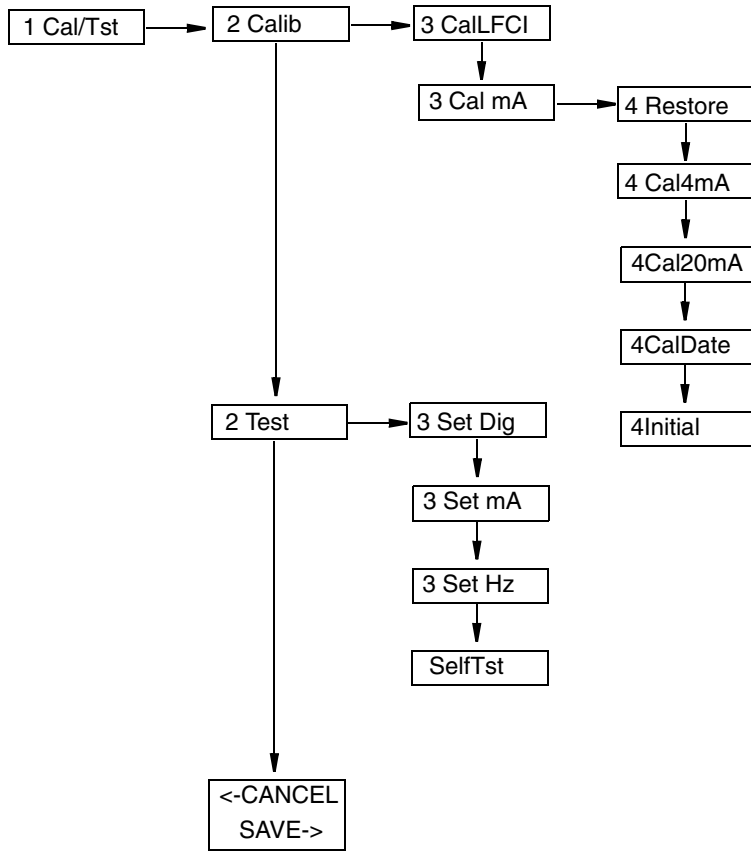 1 Cal/Tst
2 Calib
3 CalLFCI
3 Cal mA
4 Restore
4 Cal4mA
4Cal20mA
4CalDate
4Initial
2 Test
3 Set Dig
3 Set mA
3 Set Hz
SelfTst
<-CANCEL
SAVE->